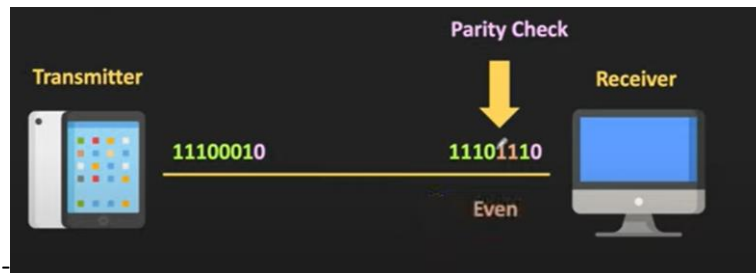 Parity Check
Transmitter
Receiver
11100010
11101110
Even